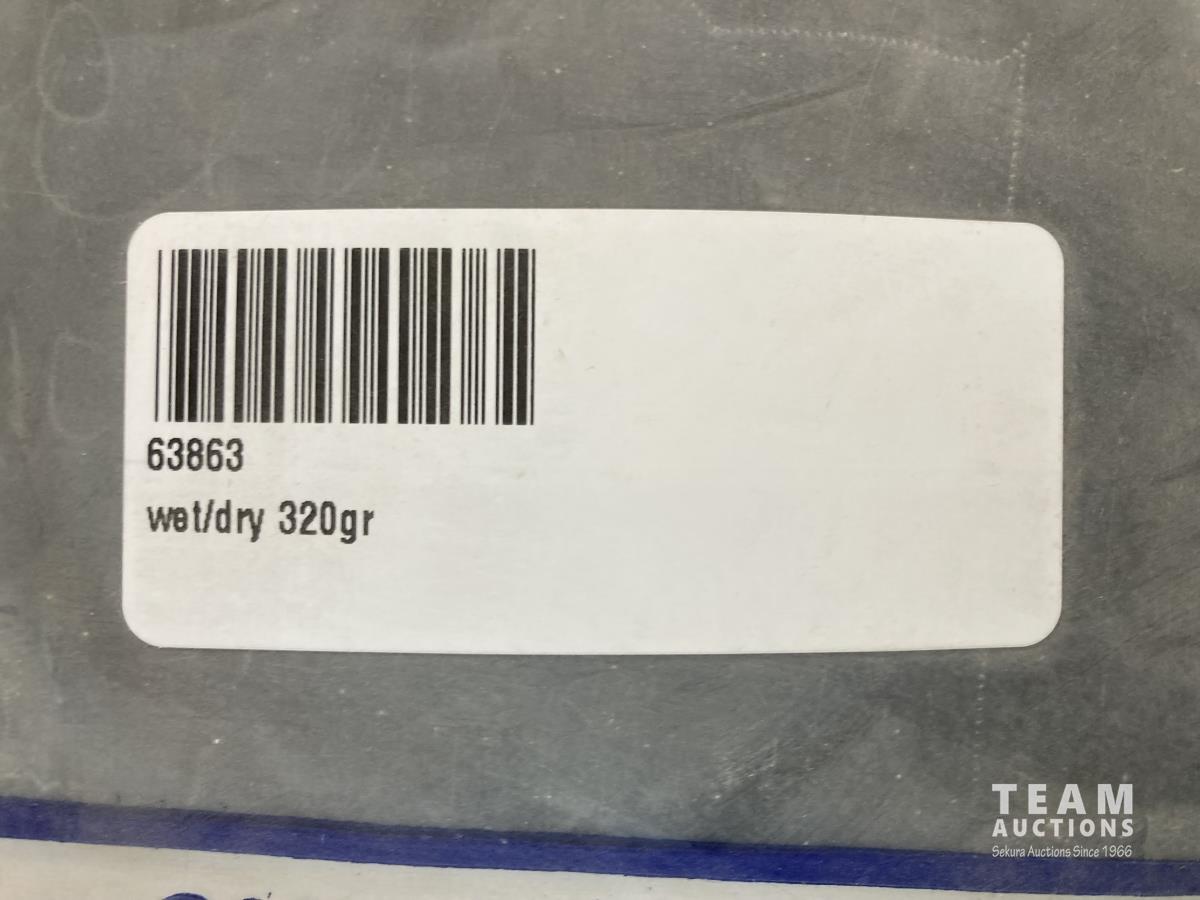 63863
wet/dry 320gr
TEAM
AUCTIONS
Sekura Auctions Since 1966